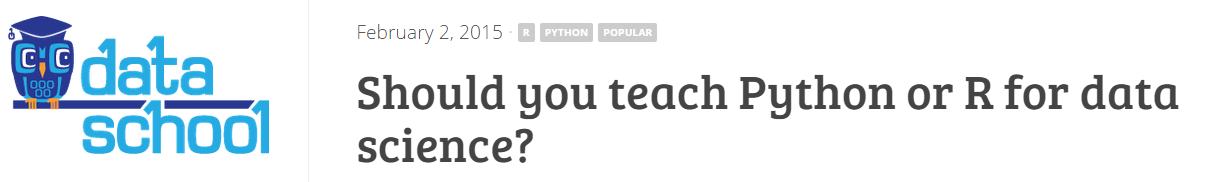 data
school
February 2, 2015 · R PYTHON POPULAR
Should you teach Python or R for data
science?